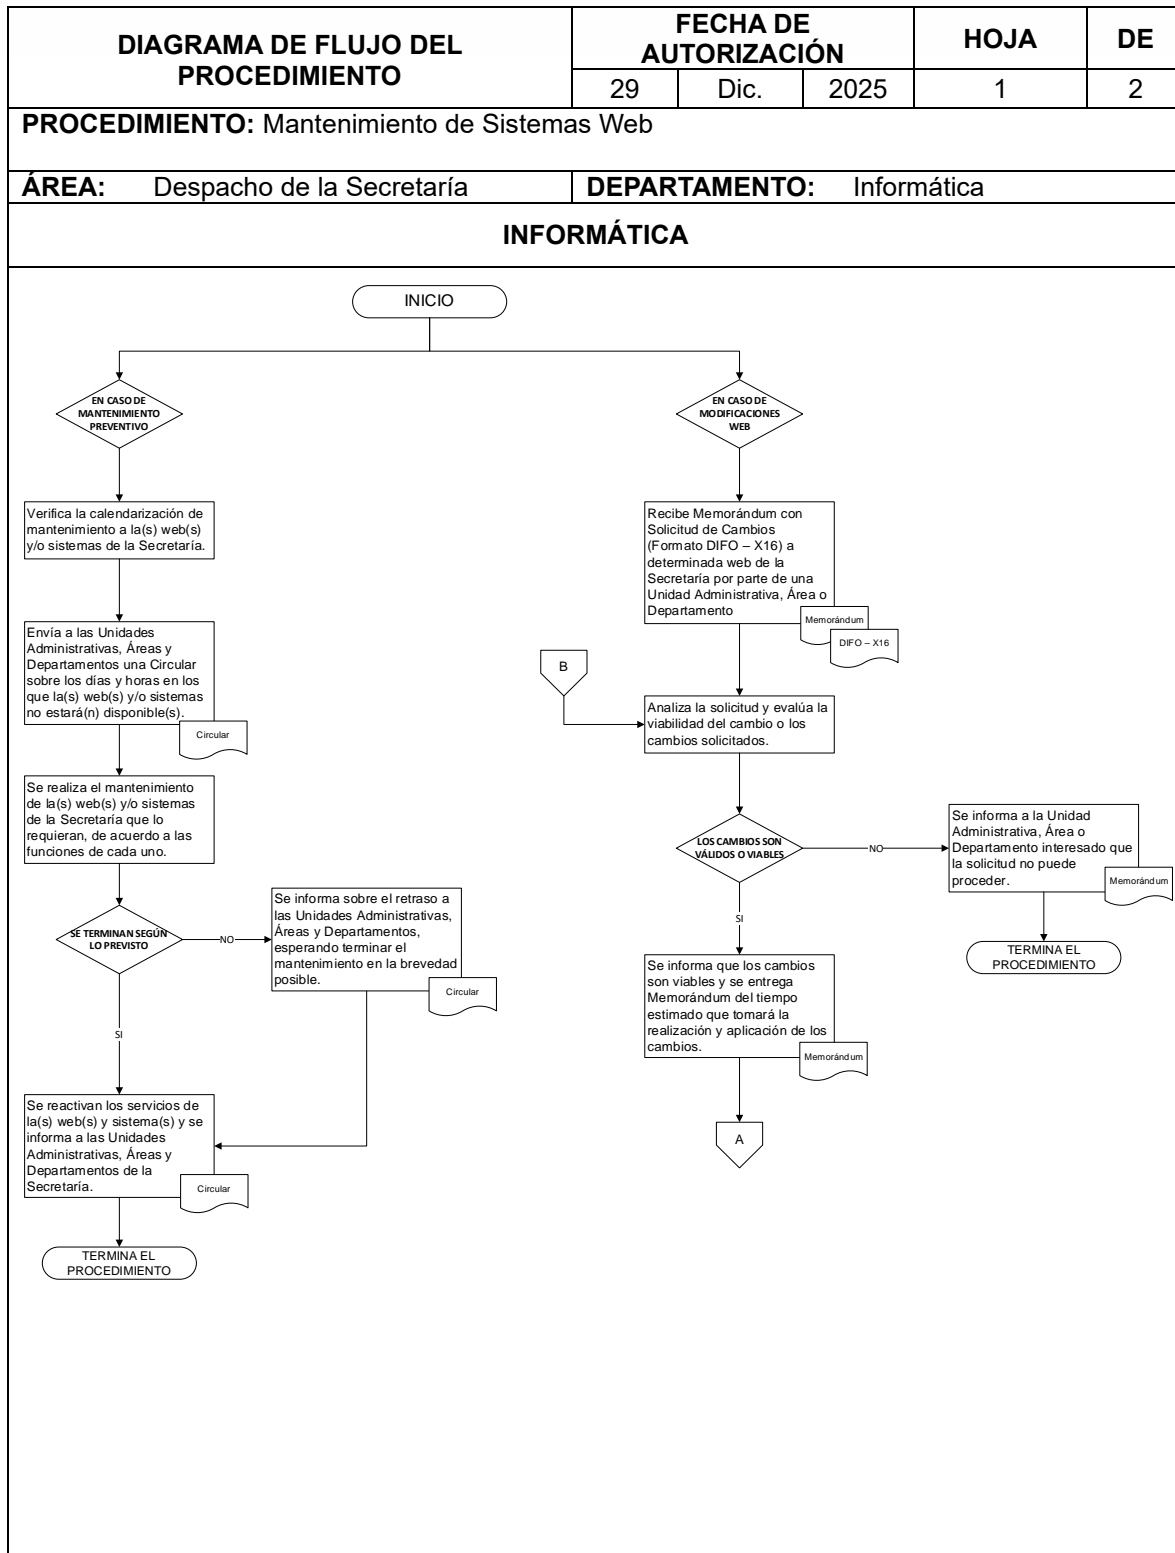 DIAGRAMA DE FLUJO DEL
PROCEDIMIENTO
FECHA DE
AUTORIZACIÓN
HOJA
DE
29
Dic.
2025
1
2
PROCEDIMIENTO: Mantenimiento de Sistemas Web
ÁREA: Despacho de la Secretaría
DEPARTAMENTO: Informática
INFORMÁTICA
INICIO
EN CASO DE
MANTENIMIENTO
PREVENTIVO
Verifica la calendarización de
mantenimiento a la(s) web(s)
y/o sistemas de la Secretaría.
Envía a las Unidades
Administrativas, Áreas y
Departamentos una Circular
sobre los días y horas en los
que la(s) web(s) y/o sistemas
no estará(n) disponible(s).
Circular
Se realiza el mantenimiento
de la(s) web(s) y/o sistemas
de la Secretaría que lo
requieran, de acuerdo a las
funciones de cada uno.
SE TERMINAN SEGÚN
LO PREVISTO
NO
Se informa sobre el retraso a
las Unidades Administrativas,
Áreas y Departamentos,
esperando terminar el
mantenimiento en la brevedad
posible.
Circular
SI
Se reactivan los servicios de
la(s) web(s) y sistema(s) y se
informa a las Unidades
Administrativas, Áreas y
Departamentos de la
Secretaría.
Circular
TERMINA EL
PROCEDIMIENTO
EN CASO DE
MODIFICACIONES
WEB
Recibe Memorándum con
Solicitud de Cambios
(Formato DIFO – X16) a
determinada web de la
Secretaría por parte de una
Unidad Administrativa, Área o
Departamento
Memorándum
DIFO – X16
B
Analiza la solicitud y evalúa la
viabilidad del cambio o los
cambios solicitados.
LOS CAMBIOS SON
VÁLIDOS O VIABLES
NO
Se informa a la Unidad
Administrativa, Área o
Departamento interesado que
la solicitud no puede
proceder.
Memorándum
TERMINA EL
PROCEDIMIENTO
SI
Se informa que los cambios
son viables y se entrega
Memorándum del tiempo
estimado que tomará la
realización y aplicación de los
cambios.
Memorándum
A